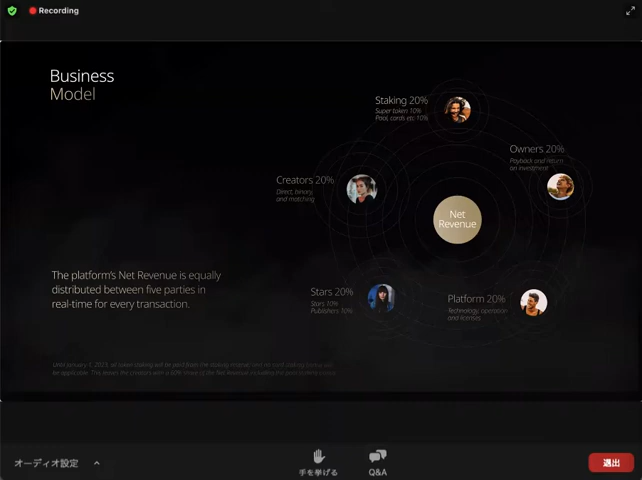 Recording
Business
Model
Staking 20%
Super token 10%
Pool, cards etc. 10%
Owners 20%
Payback and return
on investment
Creators 20%
Direct, binary,
and matching
Net
Revenue
The platform's Net Revenue is equally
distributed between five parties in
real-time for every transaction.
Stars 20%
Stars 10%
Publishers 10%
Platform 20%
Technology, operation
and licenses
オーディオ設定
手を挙げる
Q&A
退出